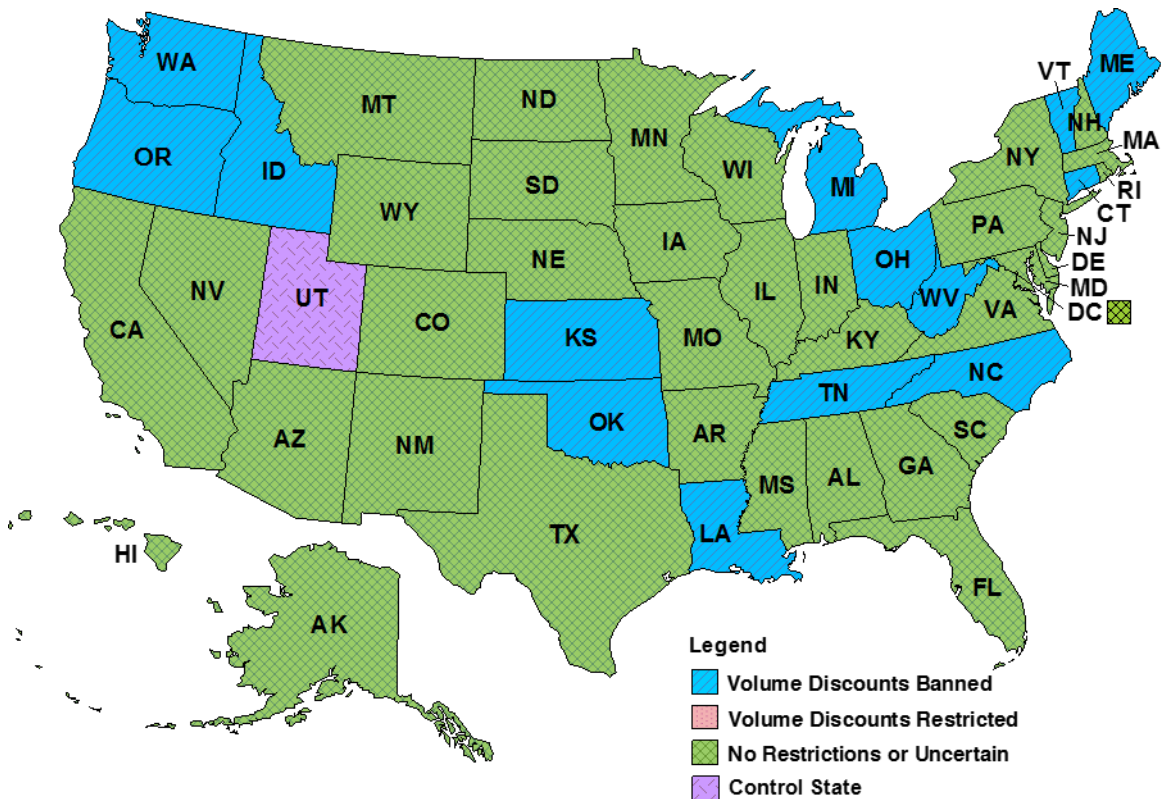 WA
MT
ND
MN
VT
ME
NH
MA
OR
ID
SD
WI
NY
MI
RI
CT
WY
IA
PA
NJ
NE
OH
DE
NV
UT
IL
IN
WV
MD
CO
DC
VA
CA
KS
MO
KY
NC
TN
AZ
NM
OK
AR
SC
MS
AL
GA
TX
LA
HI
FL
AK
Legend
Volume Discounts Banned
Volume Discounts Restricted
No Restrictions or Uncertain
Control State